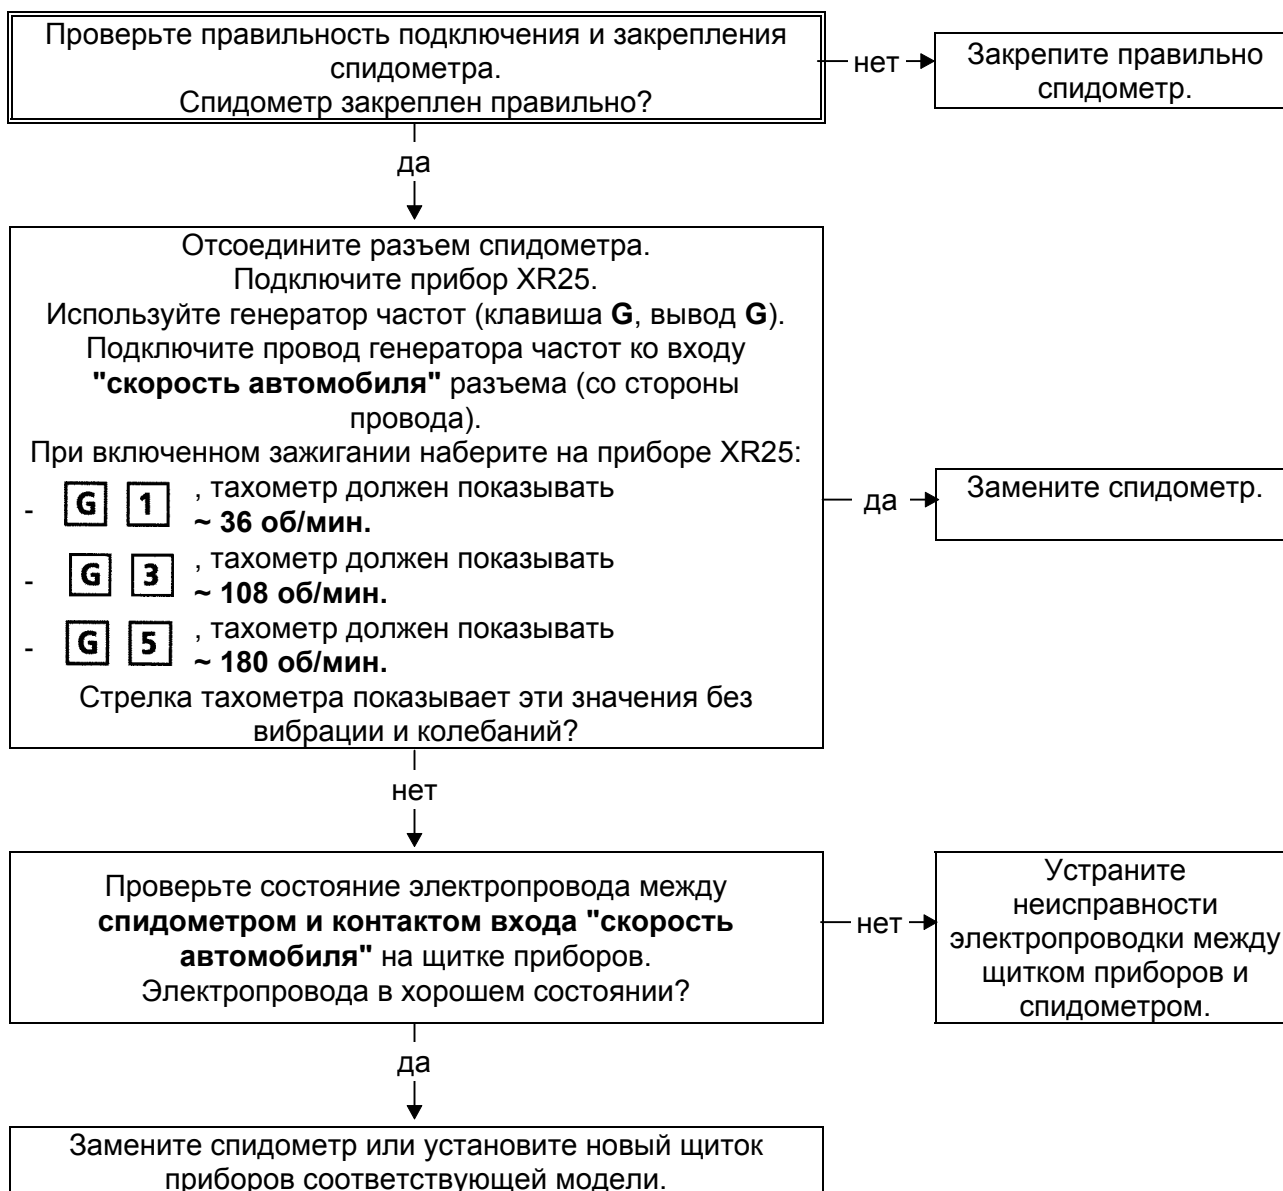 Проверьте правильность подключения и закрепления
спидометра.
Спидометр закреплен правильно?
нет
Закрепите правильно
спидометр.
да
Отсоедините разъем спидометра.
Подключите прибор XR25.
Используйте генератор частот (клавиша G, вывод G).
Подключите провод генератора частот ко входу
"скорость автомобиля" разъема (со стороны
провода).
При включенном зажигании наберите на приборе XR25:
- G 1 , тахометр должен показывать
~ 36 об/мин.
- G 3 , тахометр должен показывать
~ 108 об/мин.
- G 5 , тахометр должен показывать
~ 180 об/мин.
Стрелка тахометра показывает эти значения без
вибрации и колебаний?
да
Замените спидометр.
нет
Проверьте состояние электропровода между
спидометром и контактом входа "скорость
автомобиля" на щитке приборов.
Электропровода в хорошем состоянии?
нет
Устраните
неисправности
электропроводки между
щитком приборов и
спидометром.
да
Замените спидометр или установите новый щиток
приборов соответствующей модели.